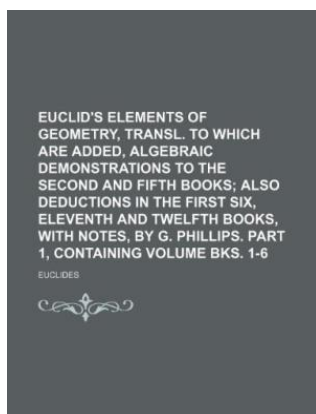 EUCLID'S ELEMENTS OF
GEOMETRY, TRANSL. TO WHICH
ARE ADDED, ALGEBRAIC
DEMONSTRATIONS TO THE
SECOND AND FIFTH BOOKS; ALSO
DEDUCTIONS IN THE FIRST SIX,
ELEVENTH AND TWELFTH BOOKS,
WITH NOTES, BY G. PHILLIPS. PART
1, CONTAINING VOLUME BKS. 1-6
EUCLIDES